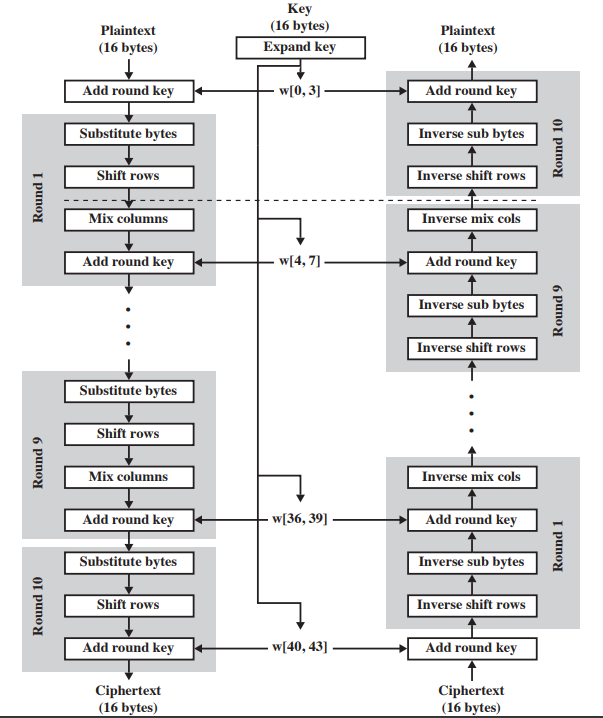 Key
(16 bytes)
Expand key
Plaintext
(16 bytes)
Add round key
Round 1
Substitute bytes
Shift rows
Mix columns
Add round key
Round 9
Substitute bytes
Shift rows
Mix columns
Add round key
Round 10
Substitute bytes
Shift rows
Add round key
Ciphertext
(16 bytes)
w[0, 3]
w[4, 7]
w[36, 39]
w[40, 43]
Plaintext
(16 bytes)
Add round key
Inverse sub bytes
Inverse shift rows
Round 10
Inverse mix cols
Add round key
Inverse sub bytes
Inverse shift rows
Round 9
Inverse mix cols
Add round key
Inverse sub bytes
Inverse shift rows
Round 1
Add round key
Ciphertext
(16 bytes)